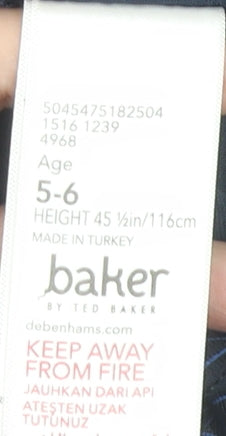 5045475182504
1516 1239
4968
Age
5-6
HEIGHT 45 ½in/116cm
MADE IN TURKEY
baker
BY TED BAKER
debenhams.com
KEEP AWAY
FROM FIRE
JAUHKAN DARI API
ATEŞTEN UZAK
TUTUNUZ